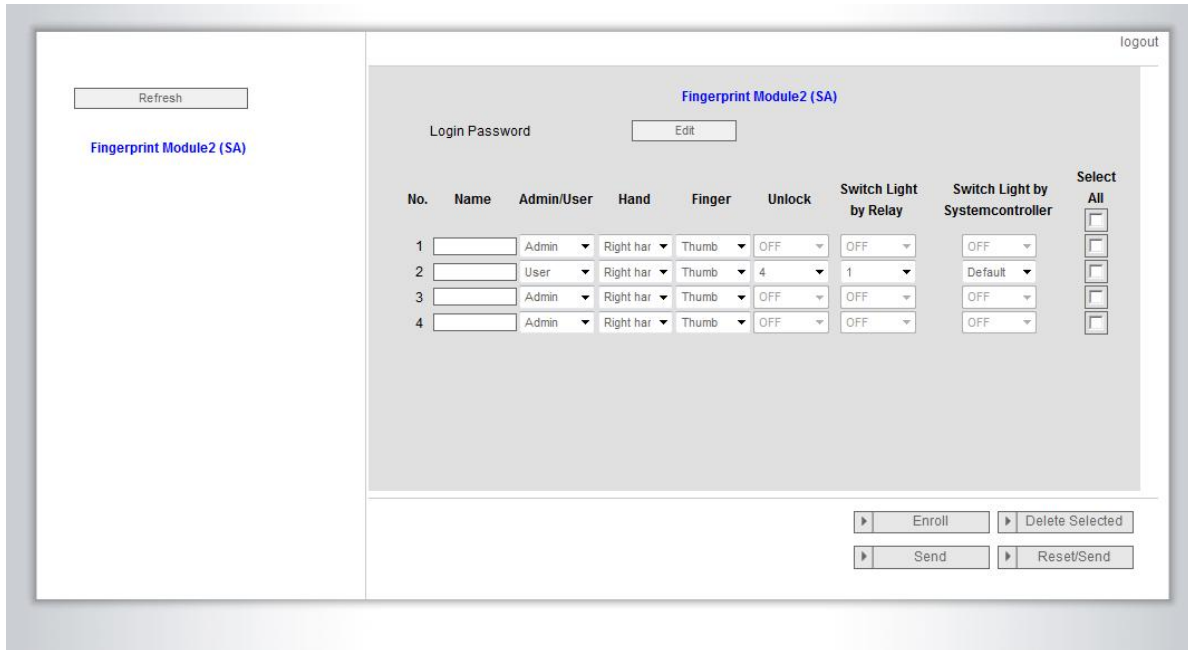 logout
Refresh
Fingerprint Module2 (SA)
Fingerprint Module2 (SA)
Login Password Edit
No. Name Admin/User Hand Finger Unlock Switch Light by Relay Switch Light by Systemcontroller Select All
1 Admin Right har Thumb OFF OFF OFF
2 User Right har Thumb 4 1 Default
3 Admin Right har Thumb OFF OFF OFF
4 Admin Right har Thumb OFF OFF OFF
Enroll Delete Selected
Send Reset/Send